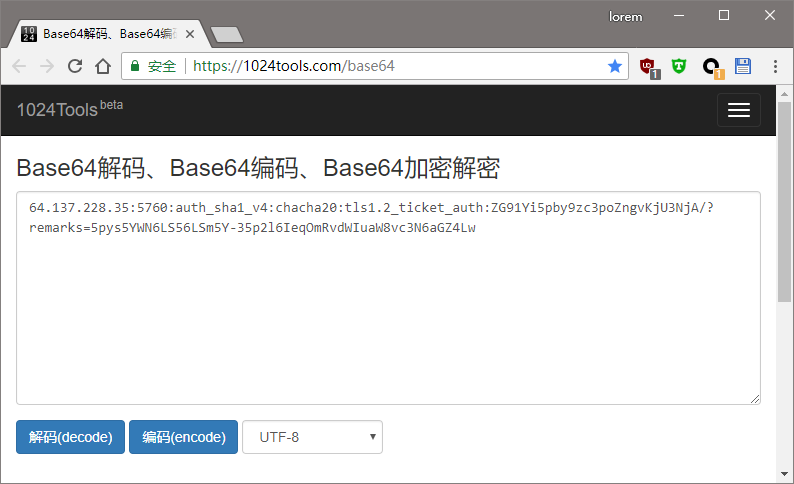 lorem
Base64解码、Base64编码
安全 https://1024tools.com/base64
1
1
1024Tools beta
Base64解码、Base64编码、Base64加密解密
64.137.228.35:5760:auth_sha1_v4:chacha20:tls1.2_ticket_auth:ZG91Yi5pby9zc3poZngvKjU3NjA/?
remarks=5pys5YWN6LS56LSm5Y-35p2l6IeqOmRvdWIuaW8vc3N6aGZ4Lw
解码(decode) 编码(encode) UTF-8